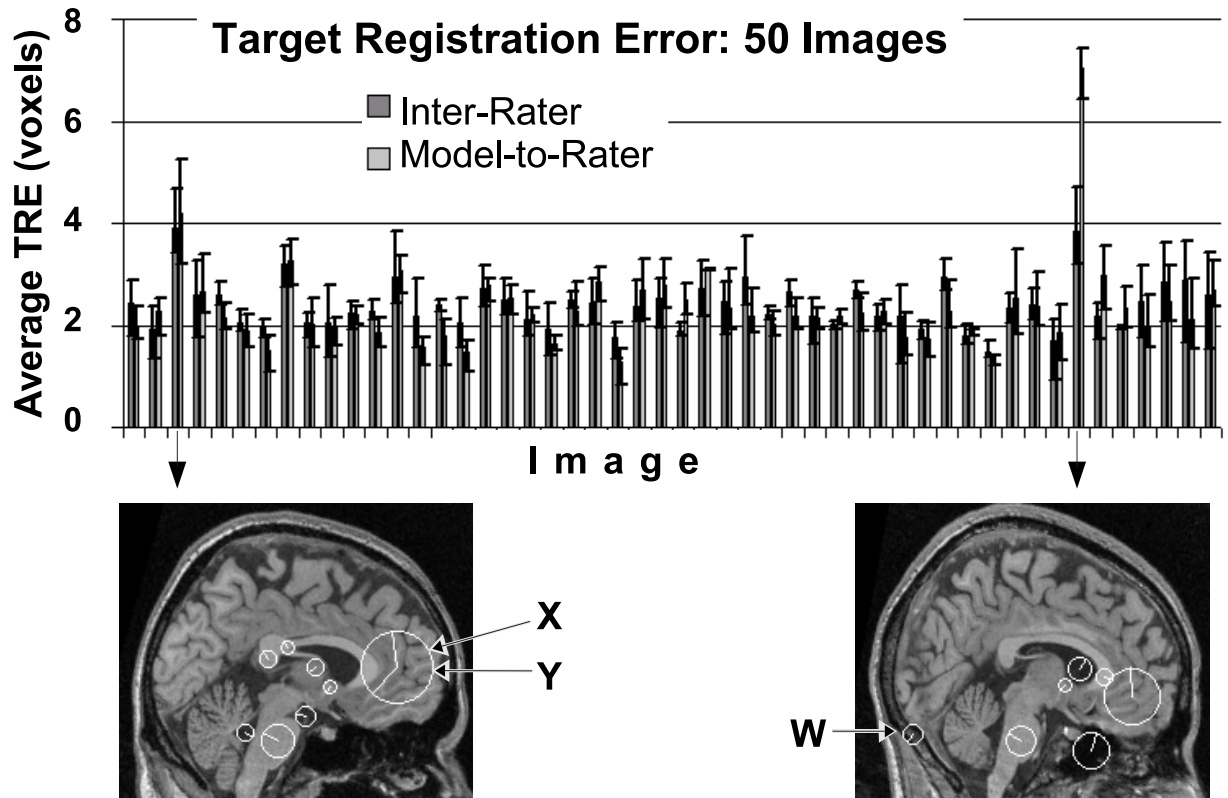 Target Registration Error: 50 Images
Inter-Rater
Model-to-Rater
Average TRE (voxels)
8
6
4
2
0
I m a g e
X
Y
W